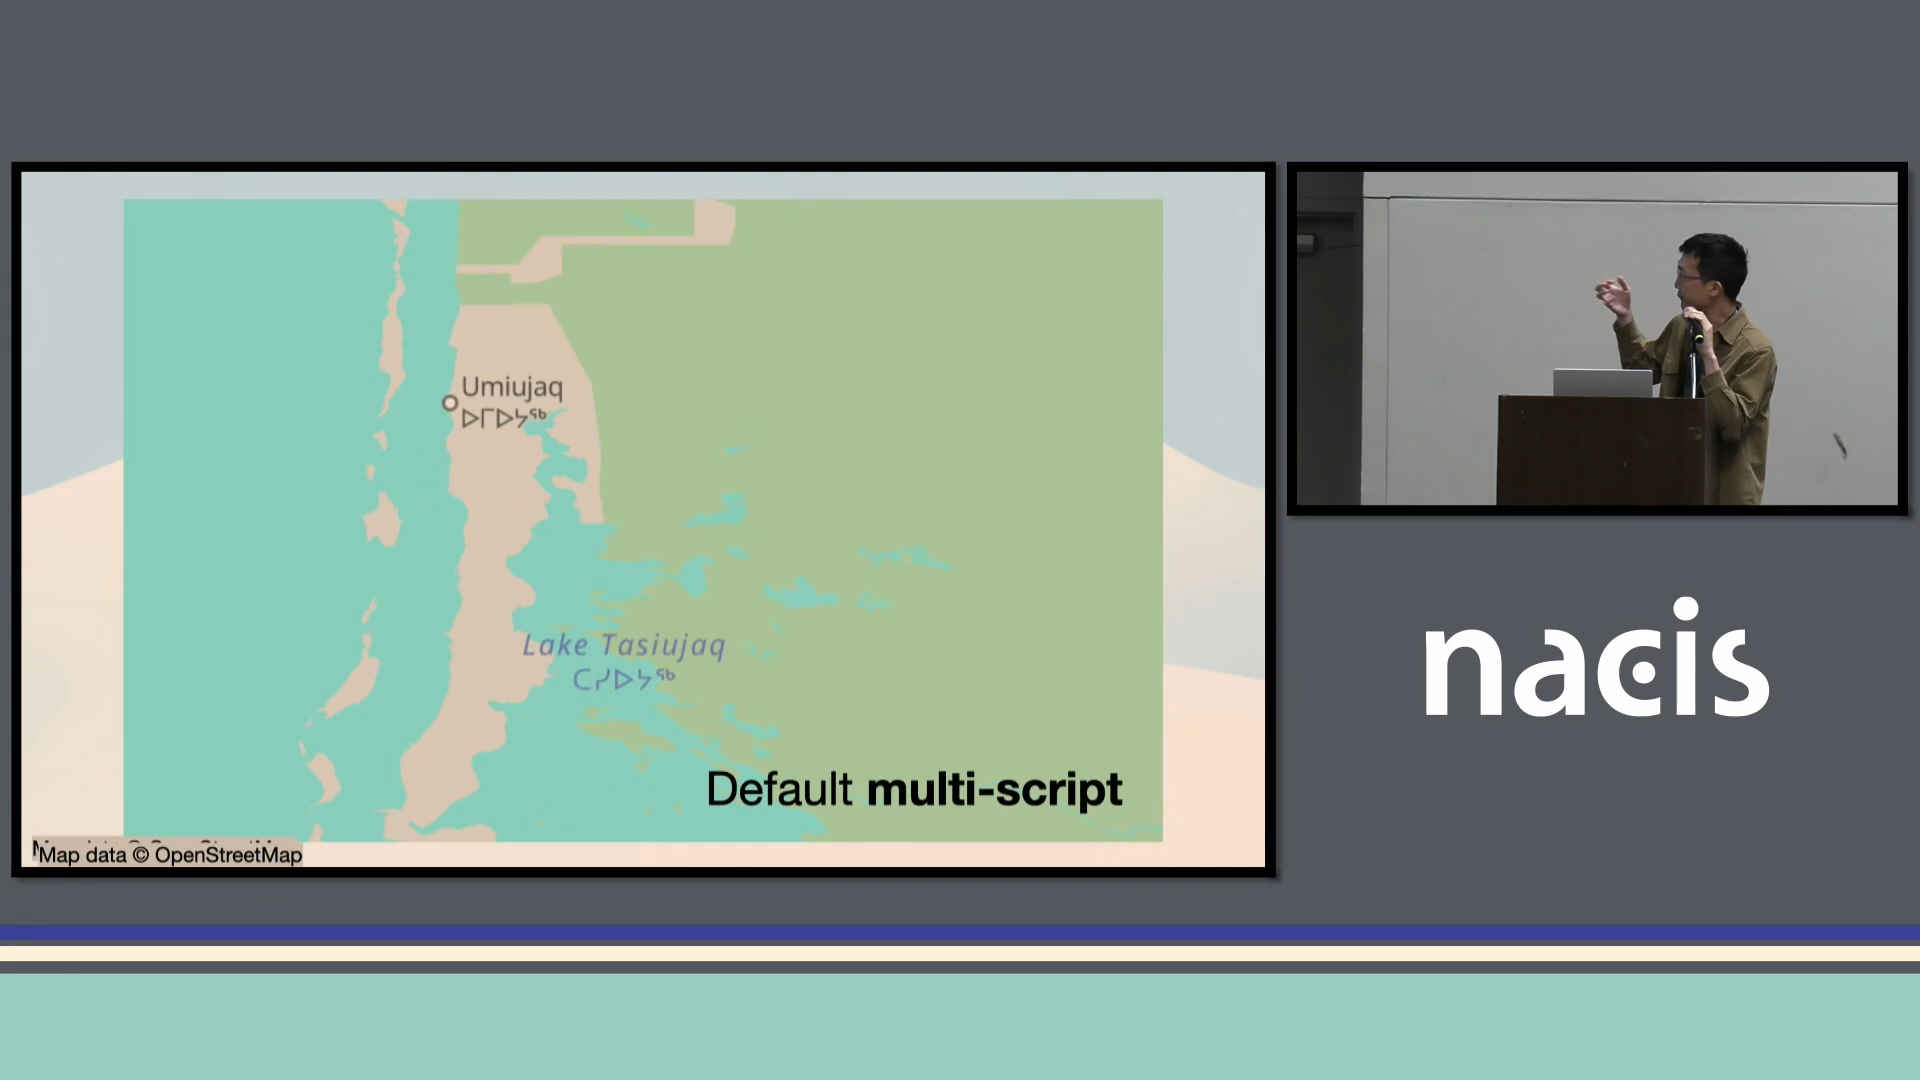 Umiujaq
ᐅᒥᐅᔭᖅ
Lake Tasiujaq
ᑕᓯᐅᔭᖅ
Default multi-script
Map data © OpenStreetMap
nacis